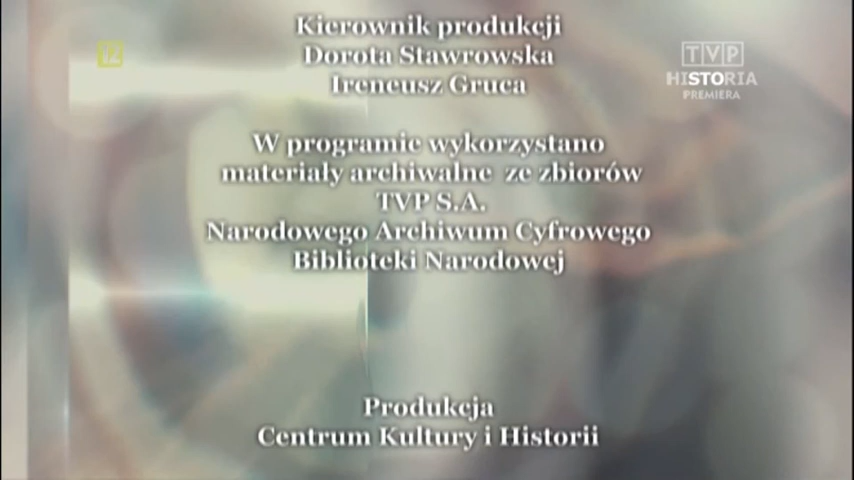 Kierownik produkcji
Dorota Stawrowska
Ireneusz Gruca
12
TVP
HISTORIA
PREMIERA
W programie wykorzystano
materiały archiwalne ze zbiorów
TVP S.A.
Narodowego Archiwum Cyfrowego
Biblioteki Narodowej
Produkcja
Centrum Kultury i Historii